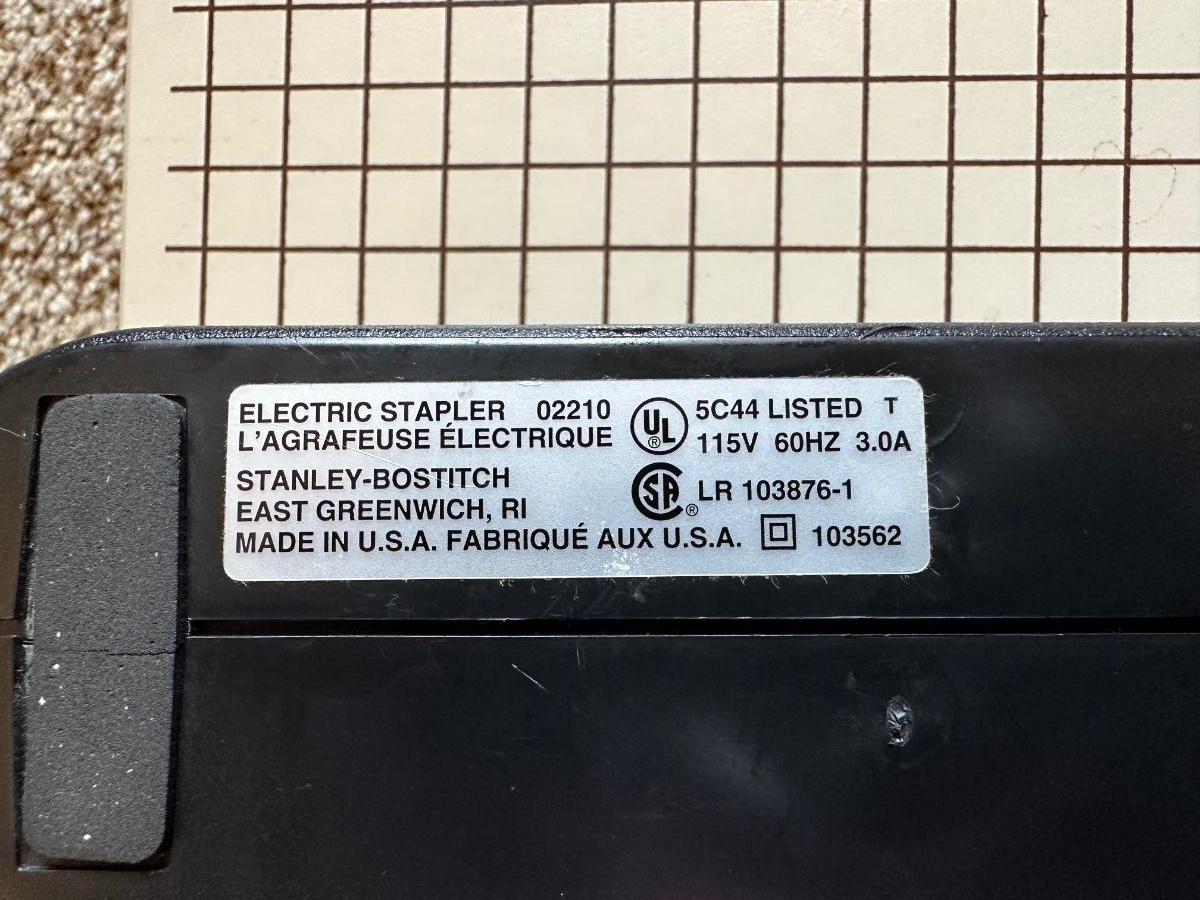 ELECTRIC STAPLER 02210
L'AGRAFEUSE ÉLECTRIQUE
STANLEY-BOSTITCH
EAST GREENWICH, RI
MADE IN U.S.A. FABRIQUÉ AUX U.S.A.
UL ®
5C44 LISTED T
115V 60HZ 3.0A
SA ®
LR 103876-1
103562